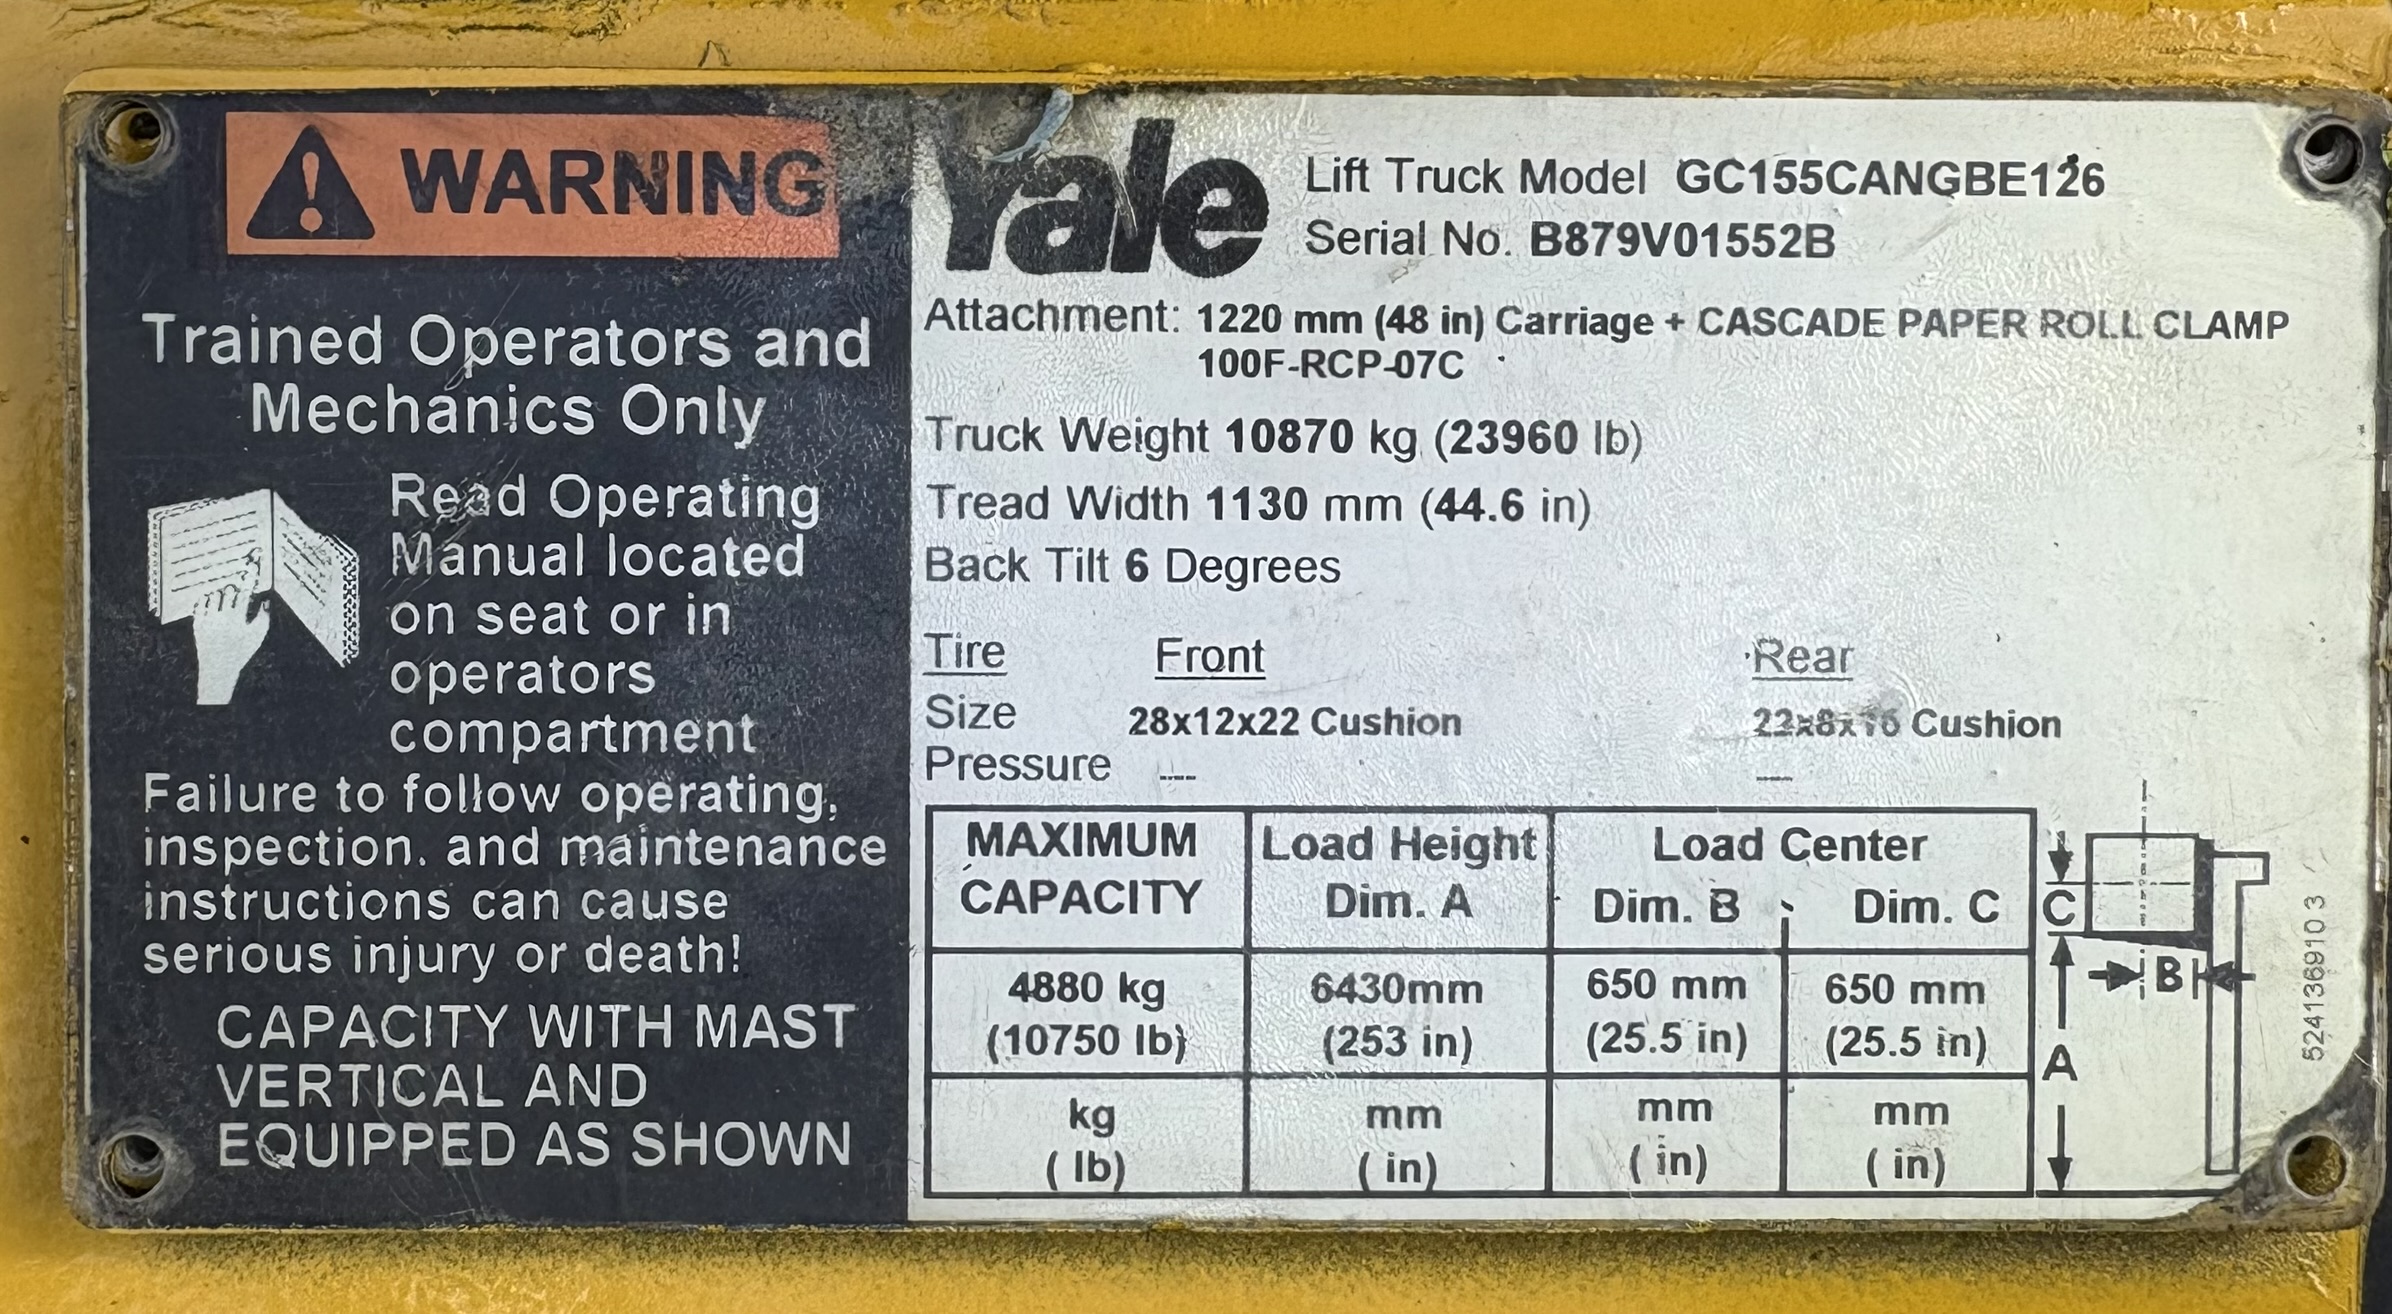 WARNING
Trained Operators and
Mechanics Only
Read Operating
Manual located
on seat or in
operators
compartment
Failure to follow operating,
inspection. and maintenance
instructions can cause
serious injury or death!
CAPACITY WITH MAST
VERTICAL AND
EQUIPPED AS SHOWN
Yale
Lift Truck Model GC155CANGBE126
Serial No. B879V01552B
Attachment: 1220 mm (48 in) Carriage + CASCADE PAPER ROLL CLAMP
100F-RCP-07C
Truck Weight 10870 kg (23960 lb)
Tread Width 1130 mm (44.6 in)
Back Tilt 6 Degrees
Tire Front Rear
Size 28x12x22 Cushion 22x8x16 Cushion
Pressure --- ---
MAXIMUM Load Height Load Center
CAPACITY Dim. A Dim. B Dim. C
4880 kg 6430mm 650 mm 650 mm
(10750 lb) (253 in) (25.5 in) (25.5 in)
kg mm mm mm
( lb) ( in) ( in) ( in)
C
B
A
524136910 3